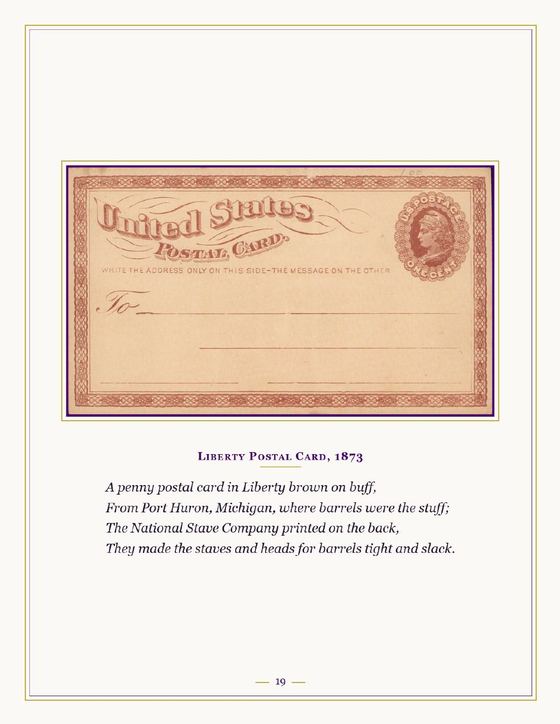 United States
Postal Card.
WRITE THE ADDRESS ONLY ON THIS SIDE-THE MESSAGE ON THE OTHER
U.S. POSTAGE
ONE CENT
To
Liberty Postal Card, 1873
A penny postal card in Liberty brown on buff,
From Port Huron, Michigan, where barrels were the stuff;
The National Stave Company printed on the back,
They made the staves and heads for barrels tight and slack.
19